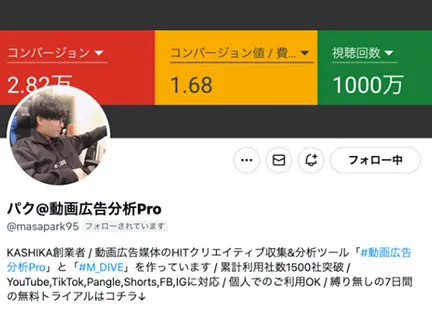 コンバージョン
コンバージョン値 / 費...
視聴回数
2.82万
1.68
1000万
フォロー中
パク@動画広告分析Pro
@masapark95 フォローされています
KASHIKA創業者 / 動画広告媒体のHITクリエイティブ収集&分析ツール「#動画広告
分析Pro」と「#M_DIVE」を作っています / 累計利用社数1500社突破 /
YouTube,TikTok,Pangle,Shorts,FB,IGに対応 / 個人でのご利用OK / 縛り無しの7日間
の無料トライアルはコチラ↓